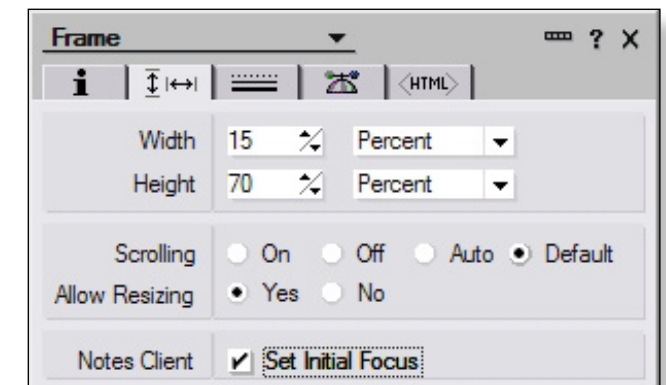 Frame ? X
i <HTML>
Width 15 Percent
Height 70 Percent
Scrolling On Off Auto Default
Allow Resizing Yes No
Notes Client Set Initial Focus